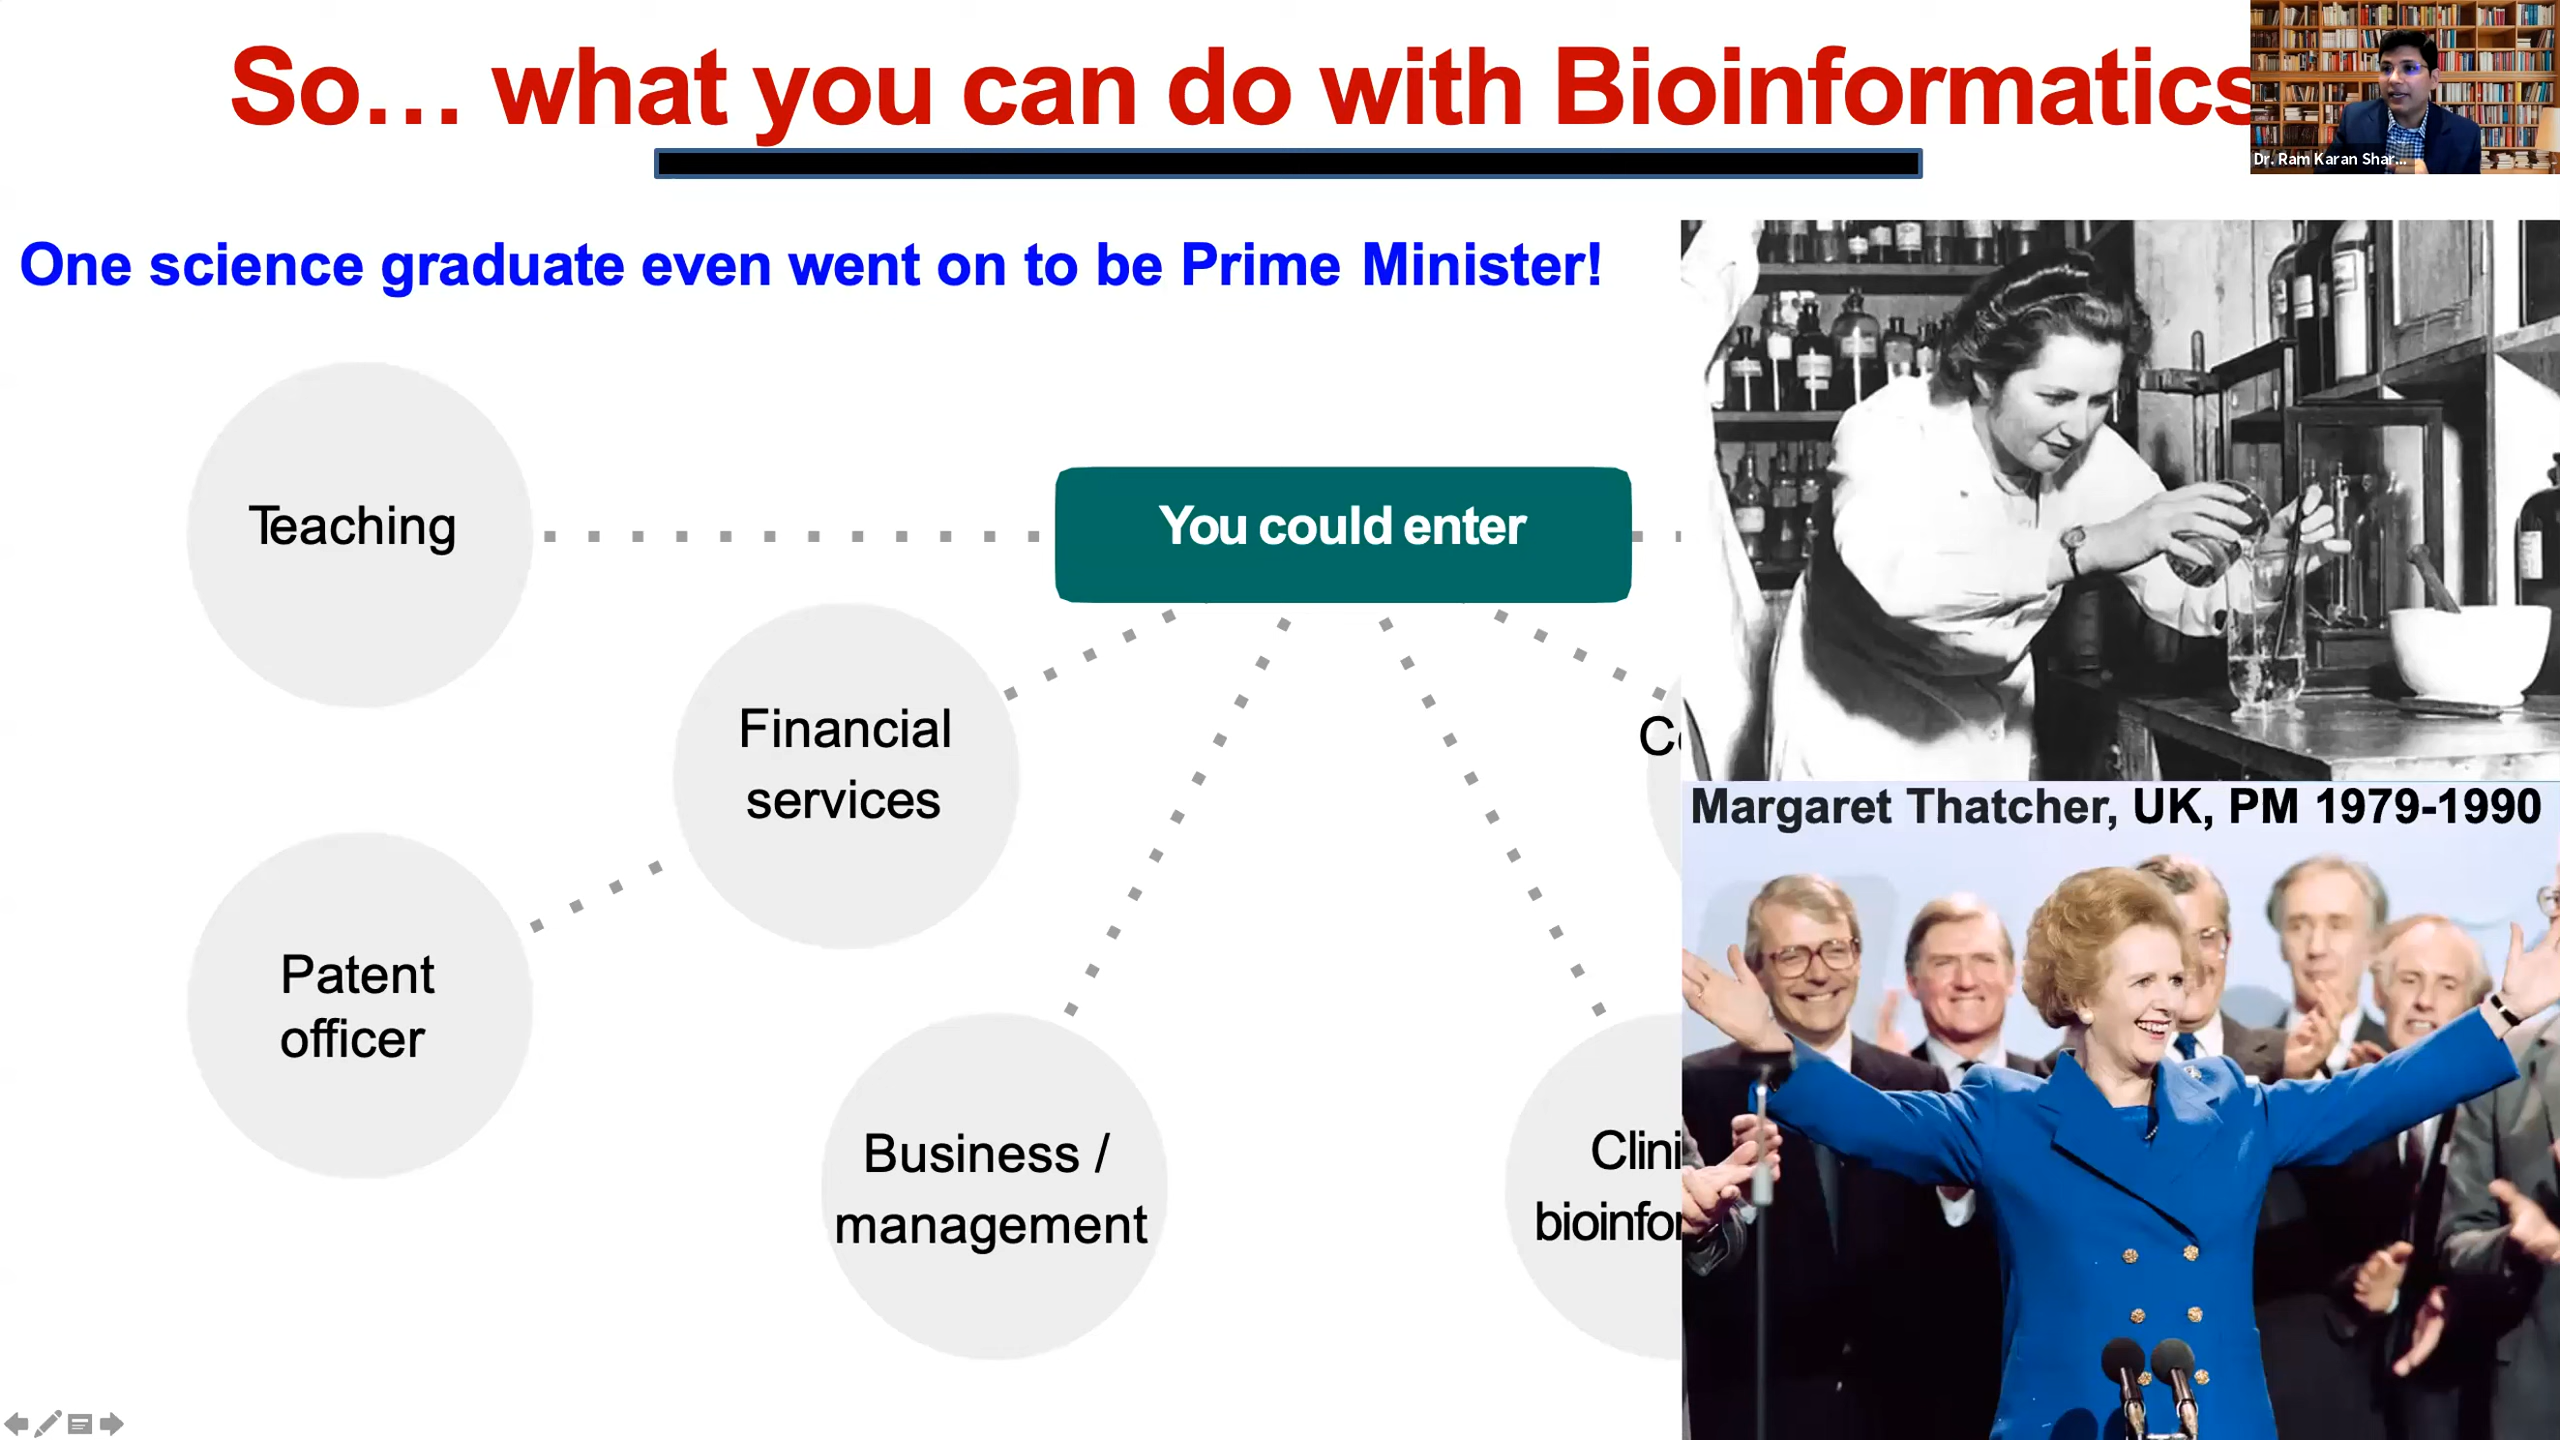 So… what you can do with Bioinformatics
Dr. Ram Karan Shar...
One science graduate even went on to be Prime Minister!
Teaching
You could enter
Financial
services
Margaret Thatcher, UK, PM 1979-1990
Patent
officer
Business /
management
Clini
bioinfor